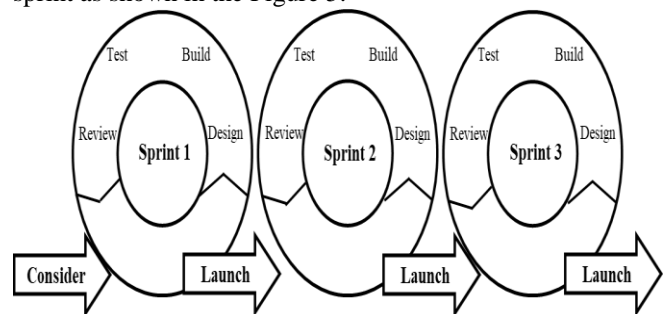 sprint as shown in the Figure 3.
Test Build Test Build Test Build
Review Sprint 1 Design Review Sprint 2 Design Review Sprint 3 Design
Consider Launch Launch Launch